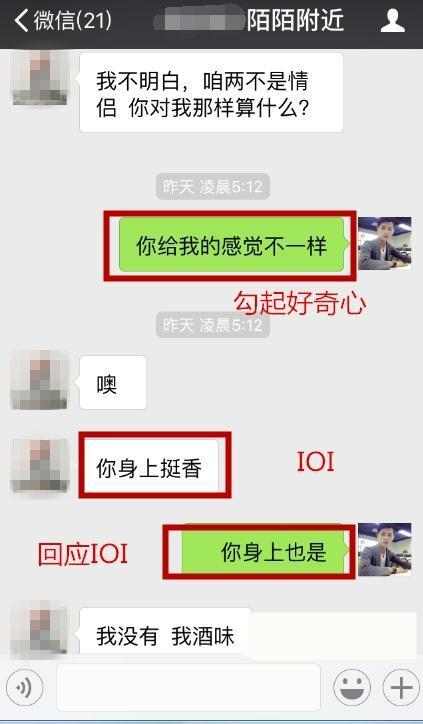 微信(21) 陌陌附近
我不明白，咱两不是情
侣 你对我那样算什么?
昨天 凌晨5:12
你给我的感觉不一样
勾起好奇心
昨天 凌晨5:12
噢
你身上挺香
IOI
回应IOI
你身上也是
我没有 我酒味